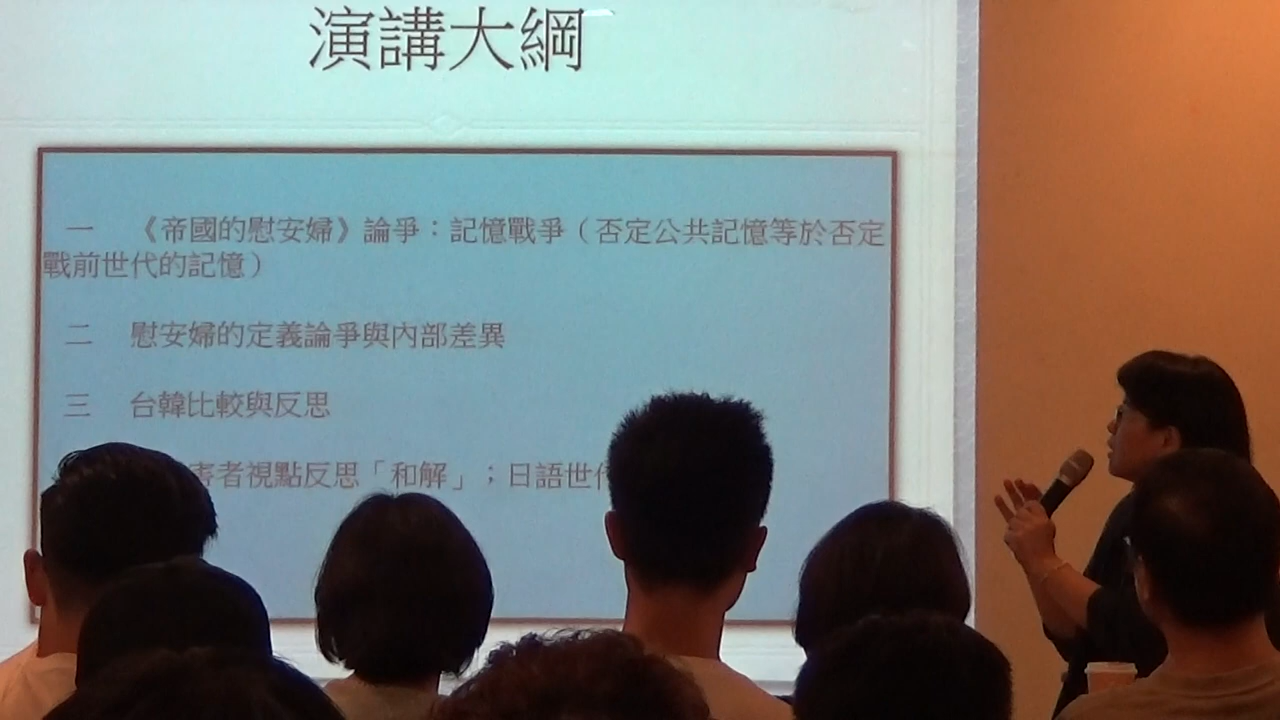 演講大綱
一 《帝國的慰安婦》論爭：記憶戰爭（否定公共記憶等於否定
戰前世代的記憶）
二 慰安婦的定義論爭與內部差異
三 台韓比較與反思
害者視點反思「和解」；日語世